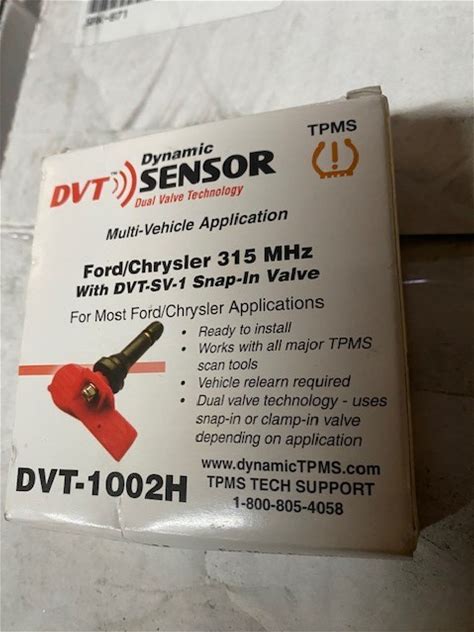 TPMS
DVT Dynamic SENSOR
Dual Valve Technology
Multi-Vehicle Application
Ford/Chrysler 315 MHz
With DVT-SV-1 Snap-In Valve
For Most Ford/Chrysler Applications
• Ready to install
• Works with all major TPMS
scan tools
• Vehicle relearn required
• Dual valve technology - uses
snap-in or clamp-in valve
depending on application
www.dynamicTPMS.com
DVT-1002H
TPMS TECH SUPPORT
1-800-805-4058